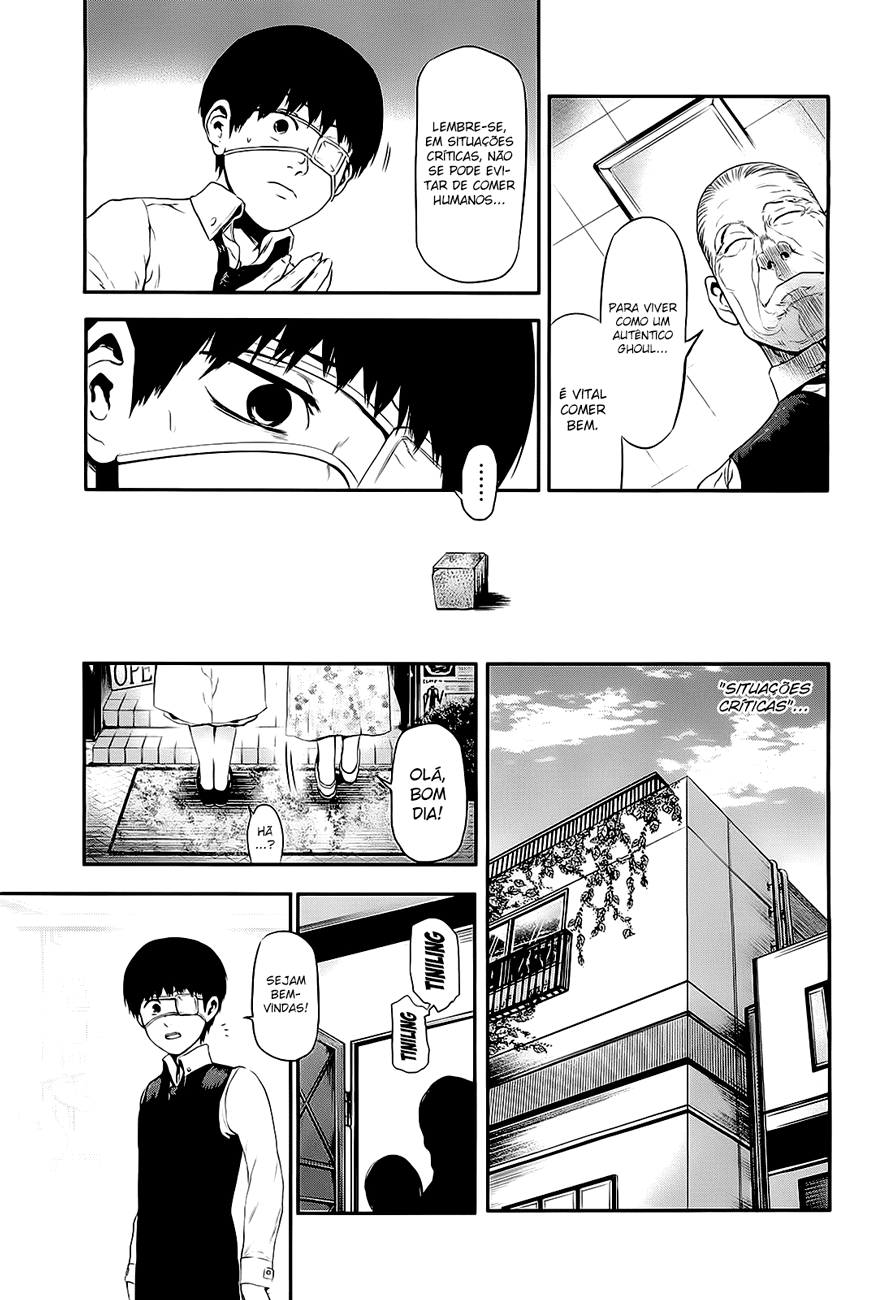 PARA VIVER
COMO UM
AUTÊNTICO
GHOUL...
É VITAL
COMER
BEM.
LEMBRE-SE,
EM SITUAÇÕES
CRÍTICAS, NÃO
SE PODE EVI-
TAR DE COMER
HUMANOS...
......
"SITUAÇÕES
CRÍTICAS"...
OPE
OLÁ,
BOM
DIA!
HÃ
...?
TINILING
TINILING
SEJAM
BEM-
VINDAS!